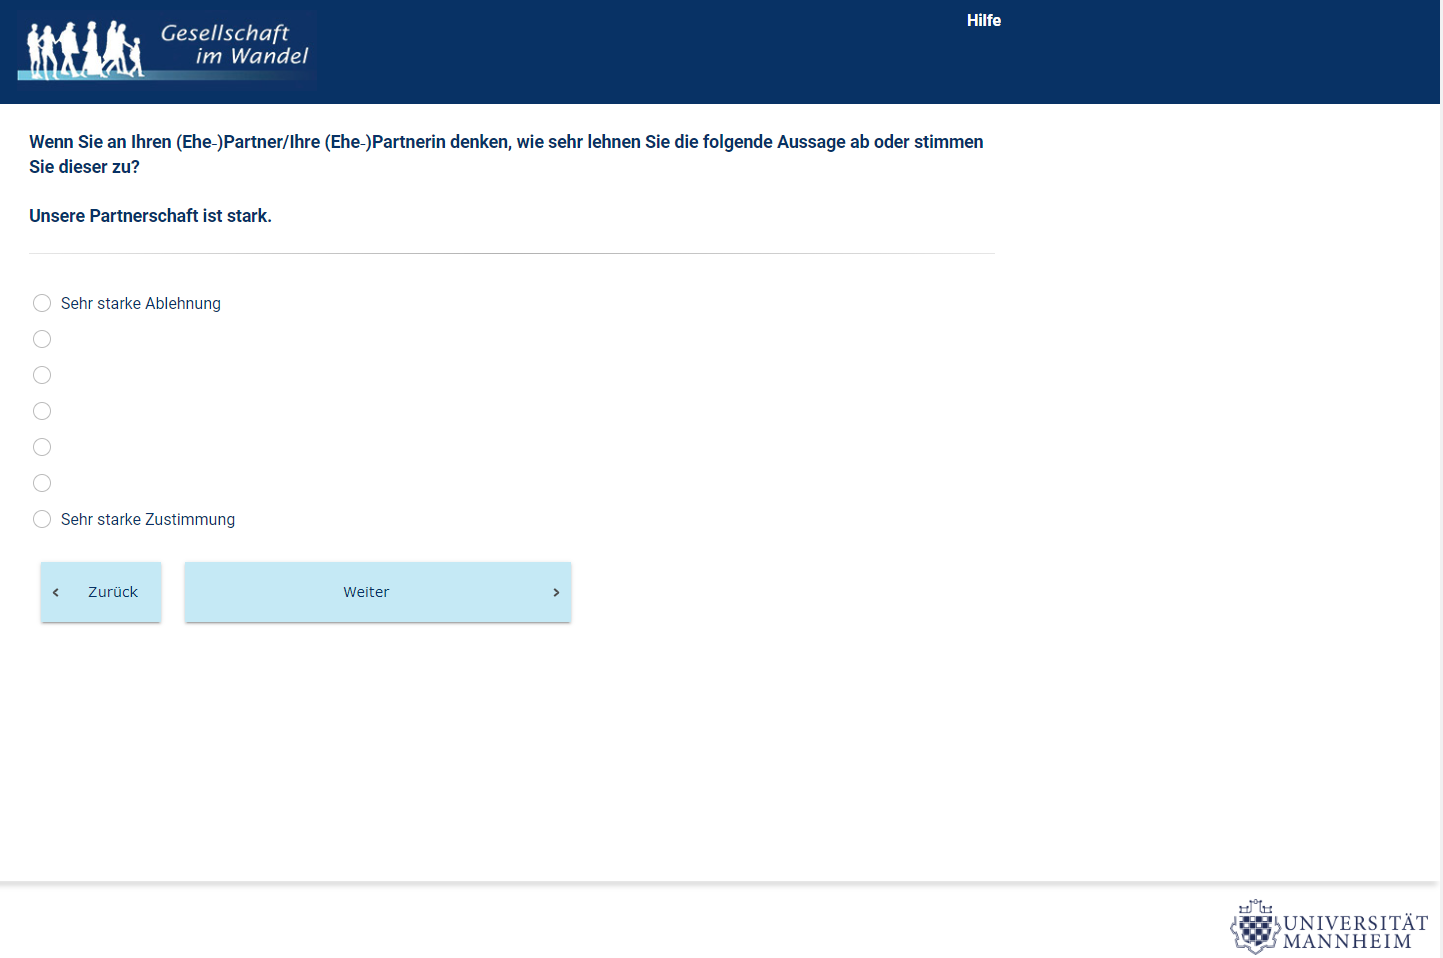 Gesellschaft
im Wandel
Hilfe
Wenn Sie an Ihren (Ehe-)Partner/Ihre (Ehe-)Partnerin denken, wie sehr lehnen Sie die folgende Aussage ab oder stimmen
Sie dieser zu?
Unsere Partnerschaft ist stark.
Sehr starke Ablehnung
Sehr starke Zustimmung
‹ Zurück
Weiter ›
UNIVERSITÄT
MANNHEIM